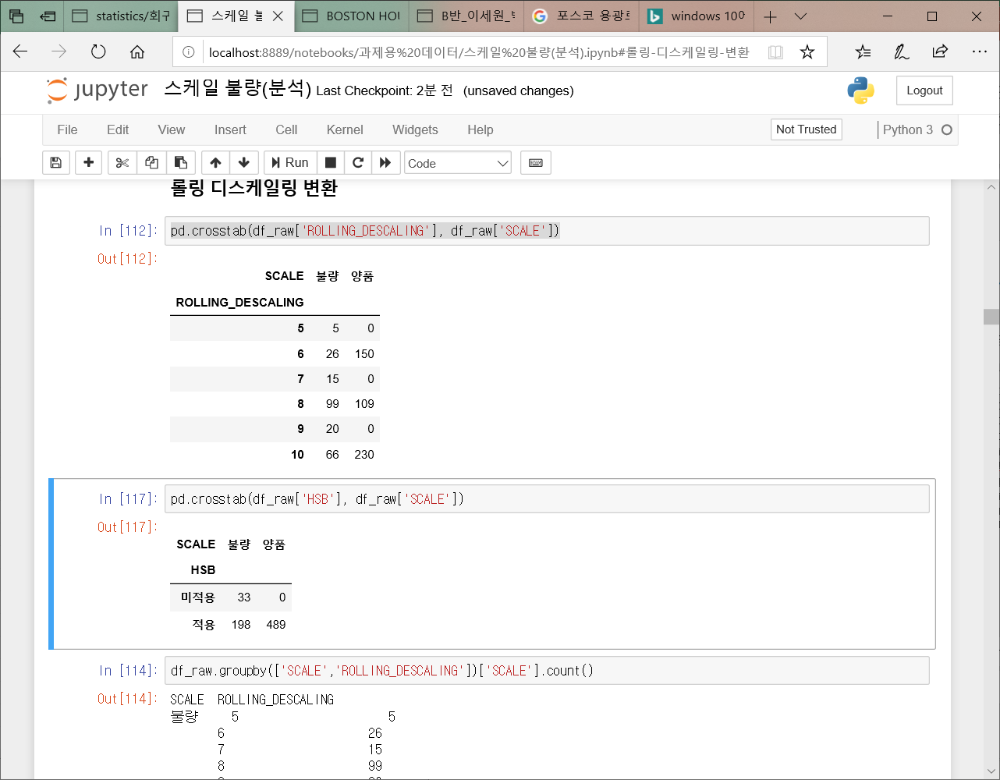 statistics/회구
스케일 불
BOSTON HOU
B반_이세원_
포스코 용광로
windows 10에
localhost:8889/notebooks/과제용%20데이터/스케일%20불량(분석).ipynb#롤링-디스케일링-변환
jupyter 스케일 불량(분석) Last Checkpoint: 2분 전 (unsaved changes)
Logout
File Edit View Insert Cell Kernel Widgets Help
Not Trusted
Python 3
Run
Code
롤링 디스케일링 변환
In [112]: pd.crosstab(df_raw['ROLLING_DESCALING'], df_raw['SCALE'])
Out[112]:
SCALE 불량 양품
ROLLING_DESCALING
5 5 0
6 26 150
7 15 0
8 99 109
9 20 0
10 66 230
In [117]: pd.crosstab(df_raw['HSB'], df_raw['SCALE'])
Out[117]:
SCALE 불량 양품
HSB
미적용 33 0
적용 198 489
In [114]: df_raw.groupby(['SCALE','ROLLING_DESCALING'])['SCALE'].count()
Out[114]: SCALE ROLLING_DESCALING
불량 5 5
6 26
7 15
8 99